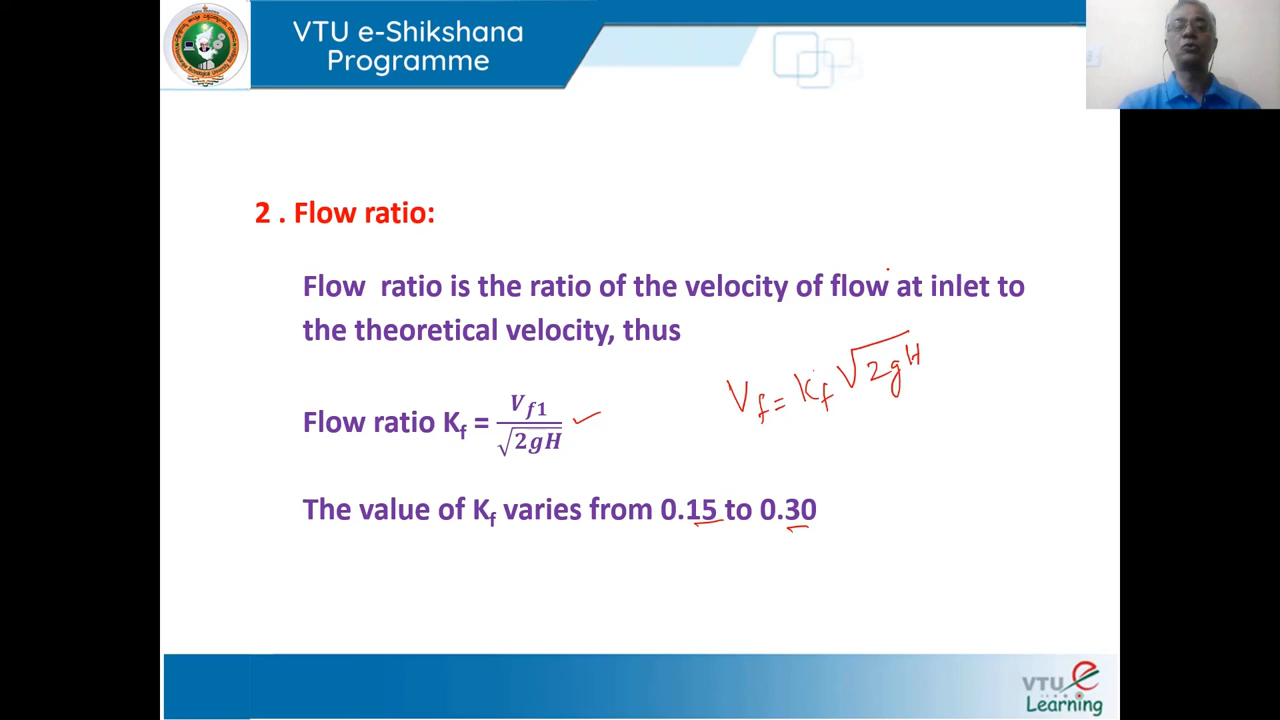 VTU e-Shikshana
Programme
2 . Flow ratio:
Flow ratio is the ratio of the velocity of flow at inlet to
the theoretical velocity, thus
V_f = K_f √2gH
Flow ratio K_f = V_f1 / √2gH
The value of K_f varies from 0.15 to 0.30
VTU e
Learning